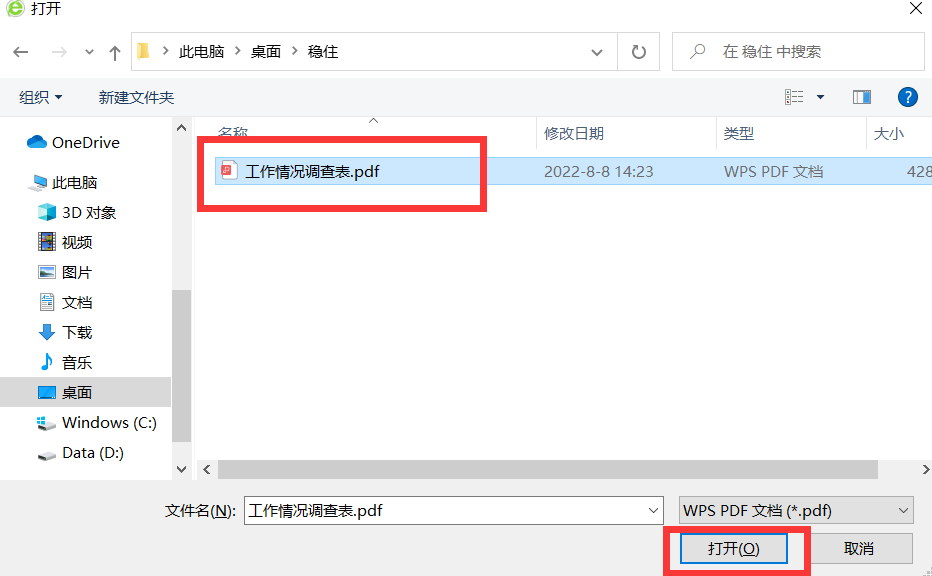 打开
此电脑 桌面 稳住
在 稳住 中搜索
组织 新建文件夹
名称 修改日期 类型 大小
工作情况调查表.pdf 2022-8-8 14:23 WPS PDF 文档 428
OneDrive
此电脑
3D 对象
视频
图片
文档
下载
音乐
桌面
Windows (C:)
Data (D:)
文件名(N): 工作情况调查表.pdf WPS PDF 文档 (*.pdf)
打开(O) 取消